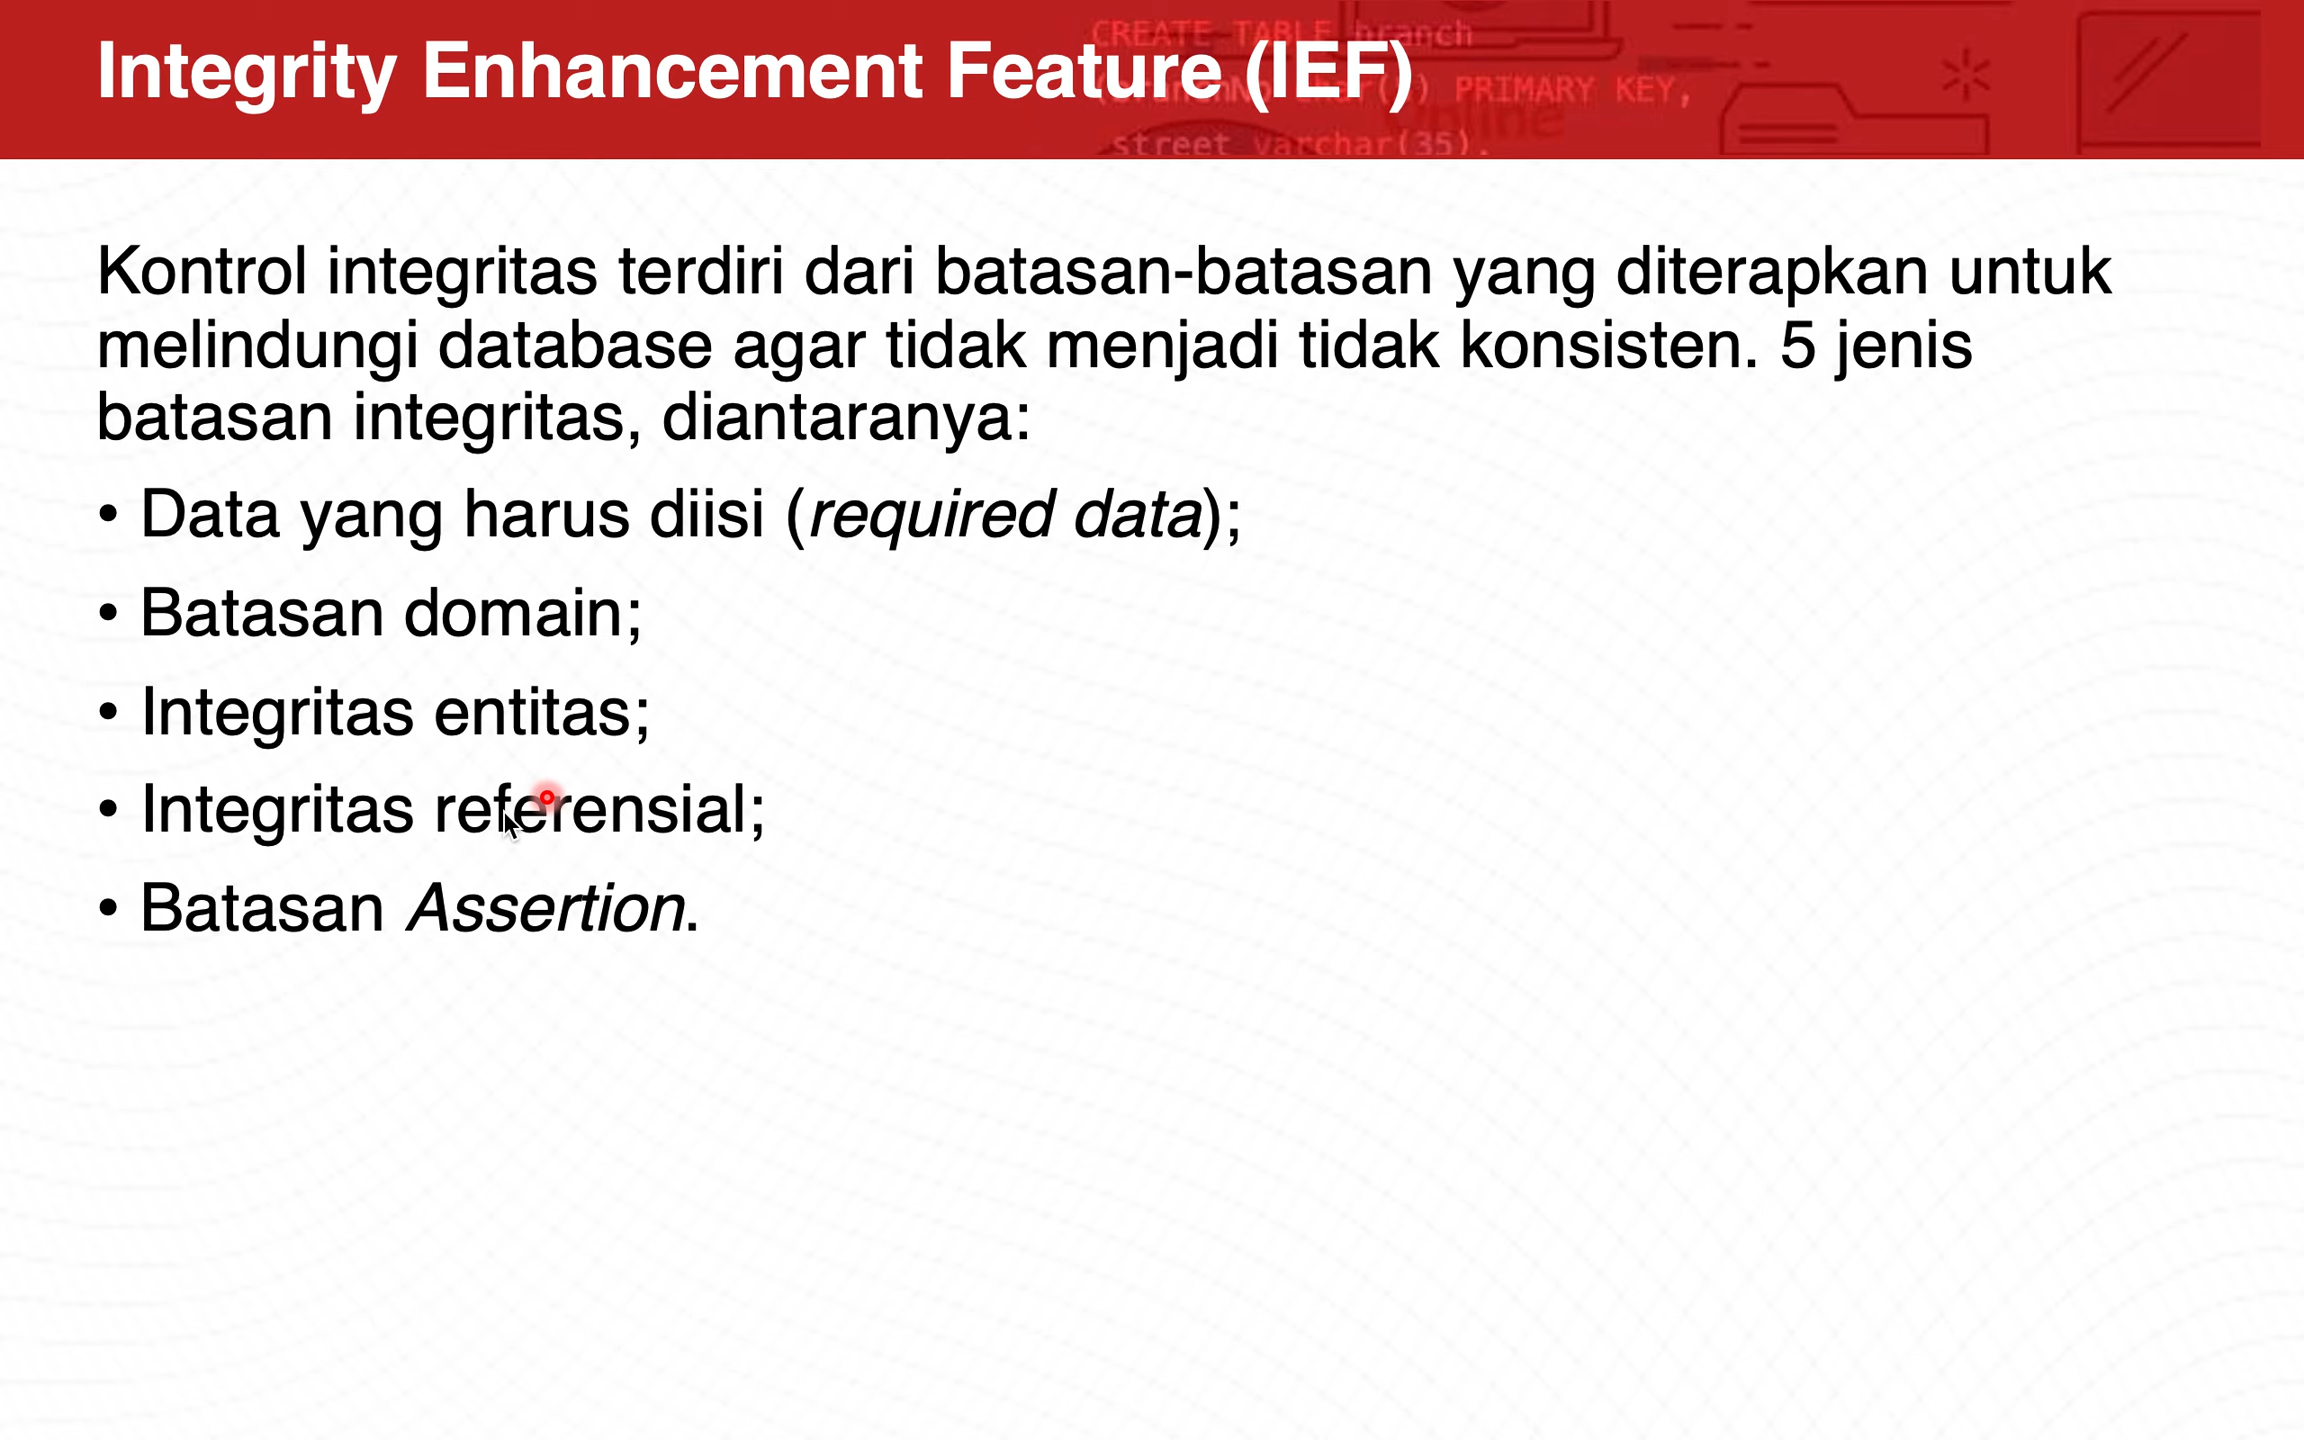 Integrity Enhancement Feature (IEF)
CREATE TABLE branch
PRIMARY KEY,
street varchar(35),
Kontrol integritas terdiri dari batasan-batasan yang diterapkan untuk
melindungi database agar tidak menjadi tidak konsisten. 5 jenis
batasan integritas, diantaranya:
• Data yang harus diisi (required data);
• Batasan domain;
• Integritas entitas;
• Integritas referensial;
• Batasan Assertion.